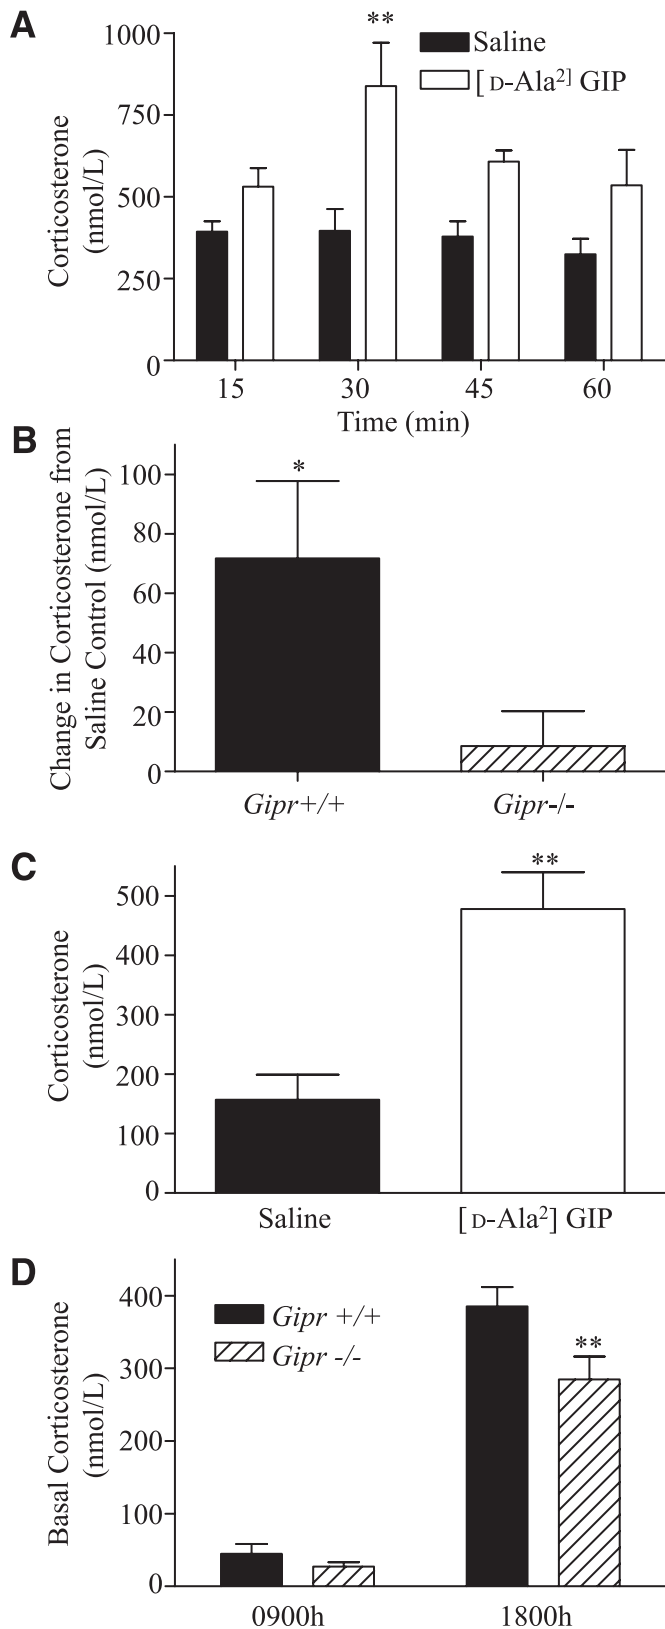 A
1000
750
500
250
0
Corticosterone
(nmol/L)
**
Saline
[D-Ala2] GIP
15 30 45 60
Time (min)
B
100
80
60
40
20
0
Change in Corticosterone from
Saline Control (nmol/L)
*
Gipr+/+ Gipr-/-
C
500
400
300
200
100
0
Corticosterone
(nmol/L)
**
Saline [D-Ala2] GIP
D
400
300
200
100
0
Basal Corticosterone
(nmol/L)
Gipr +/+
Gipr -/-
**
0900h 1800h